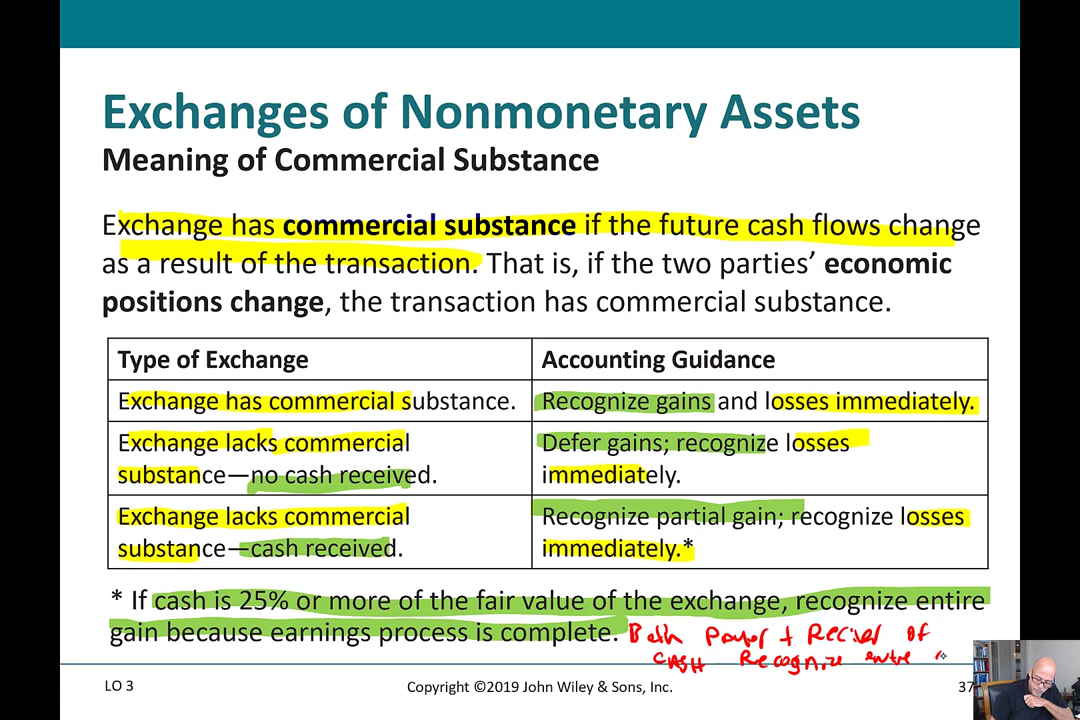 Exchanges of Nonmonetary Assets
Meaning of Commercial Substance
Exchange has commercial substance if the future cash flows change
as a result of the transaction. That is, if the two parties’ economic
positions change, the transaction has commercial substance.
Type of Exchange
Accounting Guidance
Exchange has commercial substance.
Recognize gains and losses immediately.
Exchange lacks commercial
substance—no cash received.
Defer gains; recognize losses
immediately.
Exchange lacks commercial
substance—cash received.
Recognize partial gain; recognize losses
immediately.*
* If cash is 25% or more of the fair value of the exchange, recognize entire
gain because earnings process is complete.
Both + of
CASH Recognize
LO 3
Copyright ©2019 John Wiley & Sons, Inc.
37